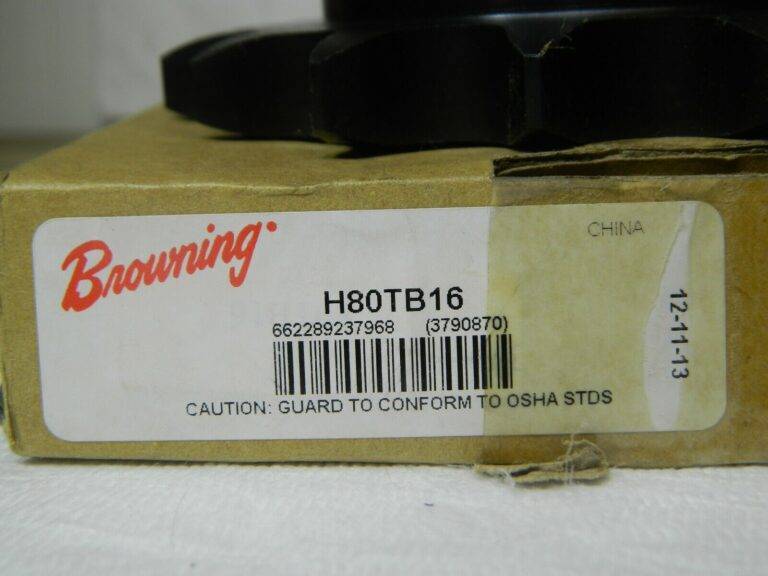 Browning
CHINA
H80TB16
662289237968 (3790870)
CAUTION: GUARD TO CONFORM TO OSHA STDS
12-11-13